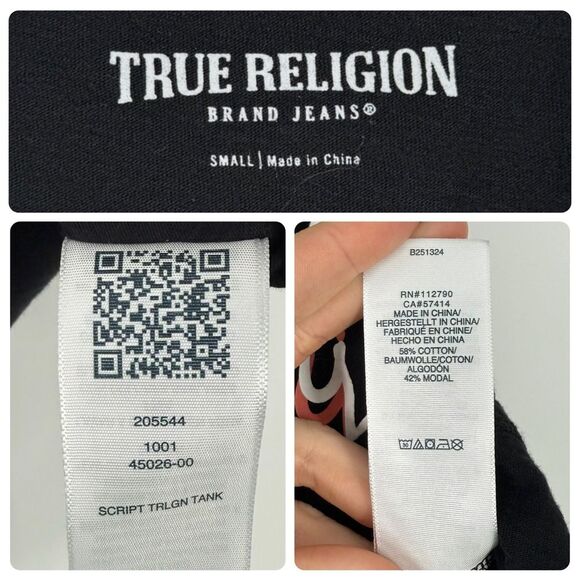 TRUE RELIGION
BRAND JEANS®
SMALL | Made in China
205544
1001
45026-00
SCRIPT TRLGN TANK
B251324
RN#112790
CA#57414
MADE IN CHINA/
HERGESTELLT IN CHINA/
FABRIQUÉ EN CHINE/
HECHO EN CHINA
58% COTTON/
BAUMWOLLE/COTON/
ALGODÓN
42% MODAL
30